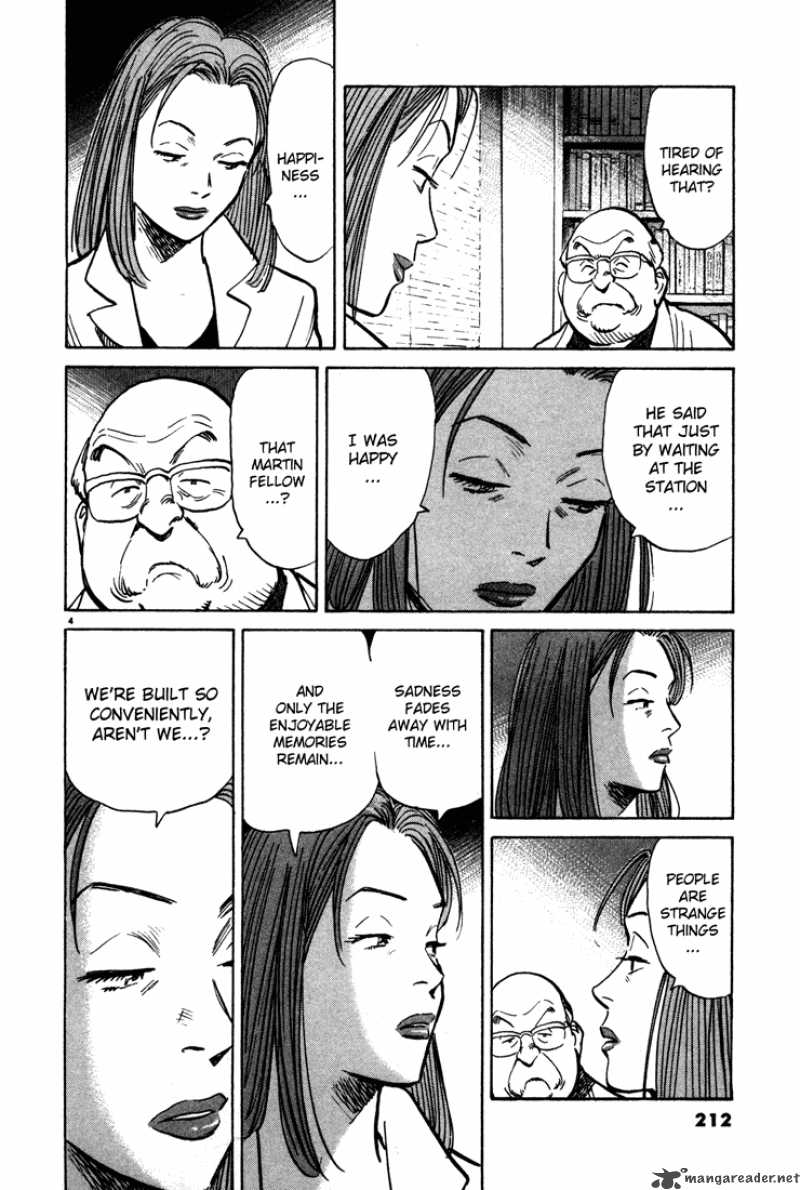 TIRED OF
HEARING
THAT?
HAPPI-
NESS
...
HE SAID
THAT JUST
BY WAITING
AT THE
STATION
...
I WAS
HAPPY
...
THAT
MARTIN
FELLOW
...?
4
PEOPLE
ARE
STRANGE
THINGS
...
SADNESS
FADES
AWAY WITH
TIME...
AND
ONLY THE
ENJOYABLE
MEMORIES
REMAIN...
WE'RE BUILT SO
CONVENIENTLY,
AREN'T WE...?
212
mangareader.net